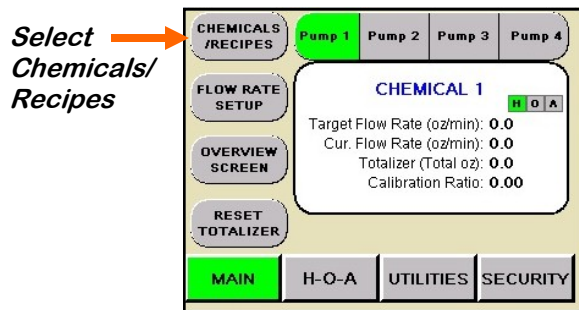 Select
Chemicals/
Recipes
CHEMICALS
/RECIPES
Pump 1
Pump 2
Pump 3
Pump 4
FLOW RATE
SETUP
CHEMICAL 1
H O A
Target Flow Rate (oz/min): 0.0
Cur. Flow Rate (oz/min): 0.0
Totalizer (Total oz): 0.0
Calibration Ratio: 0.00
OVERVIEW
SCREEN
RESET
TOTALIZER
MAIN
H-O-A
UTILITIES
SECURITY